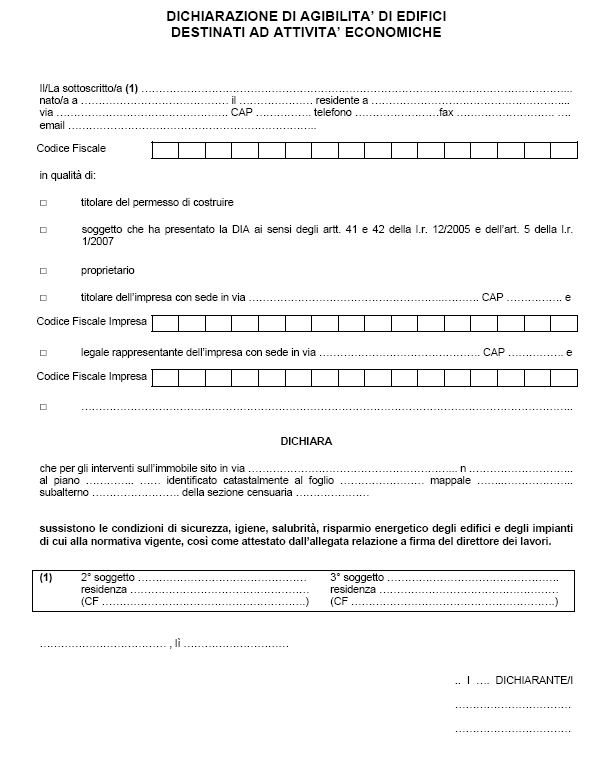 DICHIARAZIONE DI AGIBILITA' DI EDIFICI
DESTINATI AD ATTIVITA' ECONOMICHE
Il/La sottoscritto/a (1) ……………………………………………………………………………………………………………...
nato/a a …………………………………… il ………………… residente a ………………………………………………...
via …………………………………………. CAP ……………. telefono …………………..fax ………………………. ….
email ……………………………………………………………..
Codice Fiscale
in qualità di:
□ titolare del permesso di costruire
□ soggetto che ha presentato la DIA ai sensi degli artt. 41 e 42 della l.r. 12/2005 e dell'art. 5 della l.r.
1/2007
□ proprietario
□ titolare dell'impresa con sede in via ………………………………………………….………. CAP ……………. e
Codice Fiscale Impresa
□ legale rappresentante dell'impresa con sede in via ………………………………………. CAP ……………. e
Codice Fiscale Impresa
□ …………………………………………………………………………………………………………………………..
DICHIARA
che per gli interventi sull'immobile sito in via …………………………………………………... n ………………………..
al piano ………….. …… identificato catastalmente al foglio …………………… mappale ……...…………………..
subalterno ……………………. della sezione censuaria …………………
sussistono le condizioni di sicurezza, igiene, salubrità, risparmio energetico degli edifici e degli impianti
di cui alla normativa vigente, così come attestato dall'allegata relazione a firma del direttore dei lavori.
(1) 2° soggetto ………………………………………… 3° soggetto …………………………………………..
residenza …………………………………………… residenza ……………………………………………
(CF ………………………………………………….) (CF ………………………………………………….)
……………………………… , lì …………………………
.. I …. DICHIARANTE/I
……………………………
……………………………